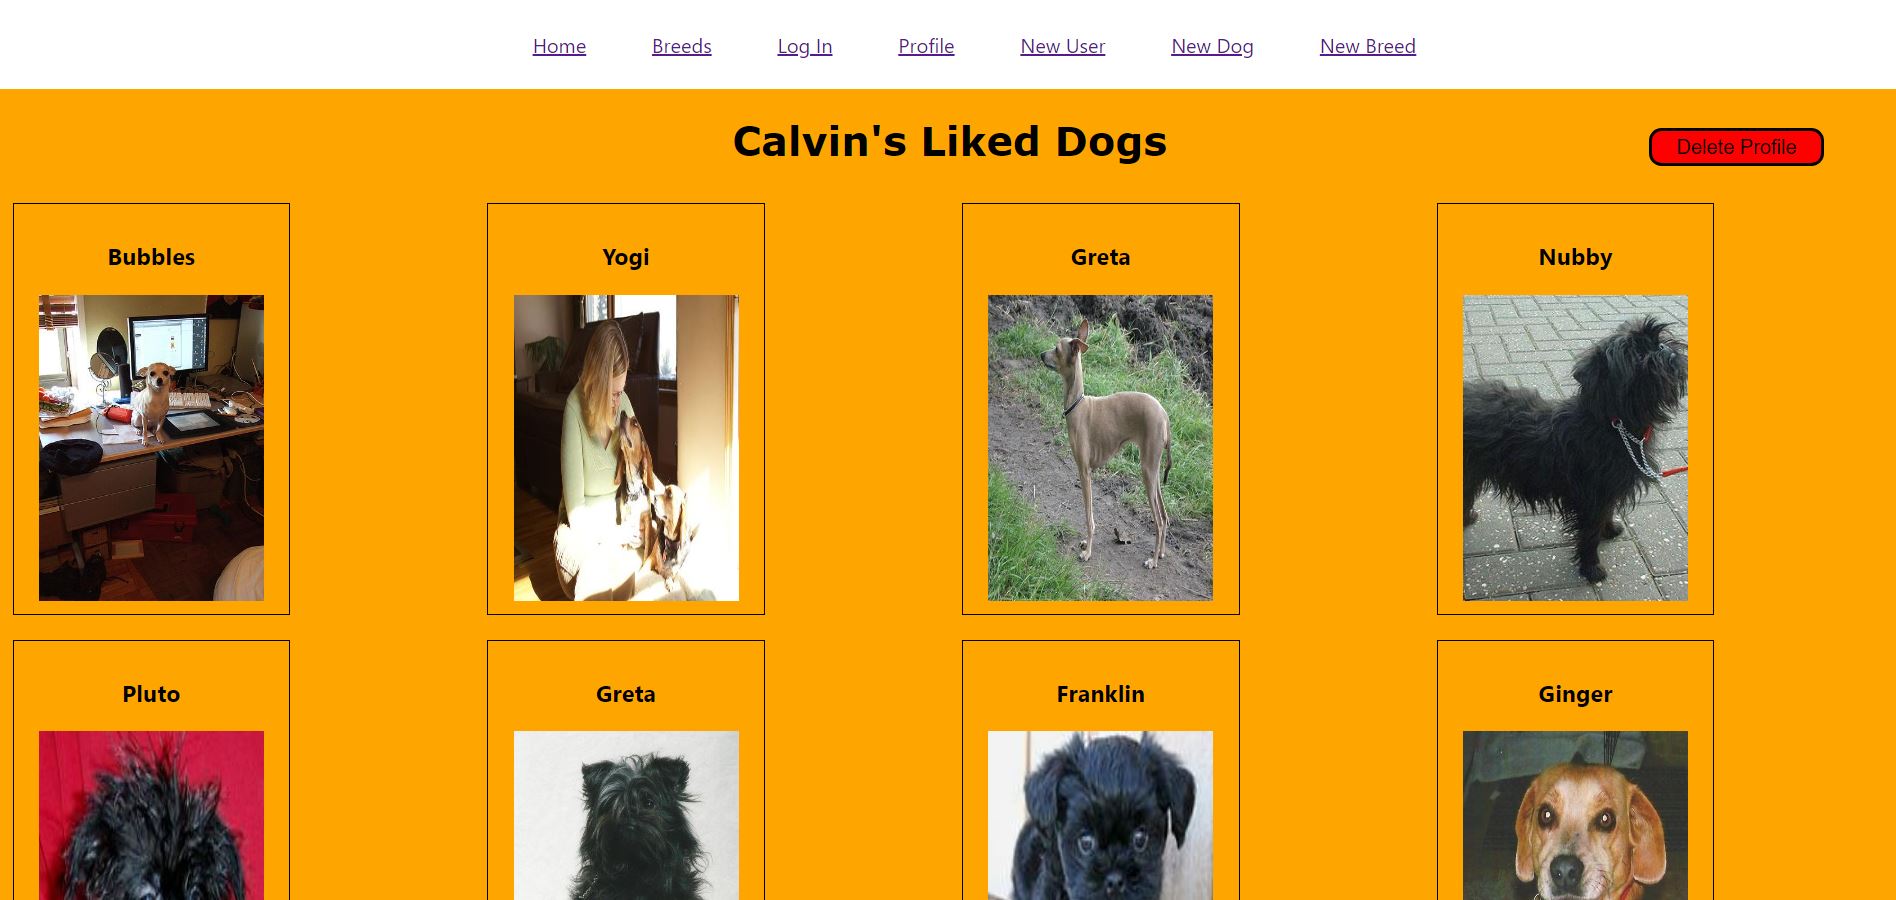 Home Breeds Log In Profile New User New Dog New Breed
Calvin's Liked Dogs
Delete Profile
Bubbles
Yogi
Greta
Nubby
Pluto
Greta
Franklin
Ginger